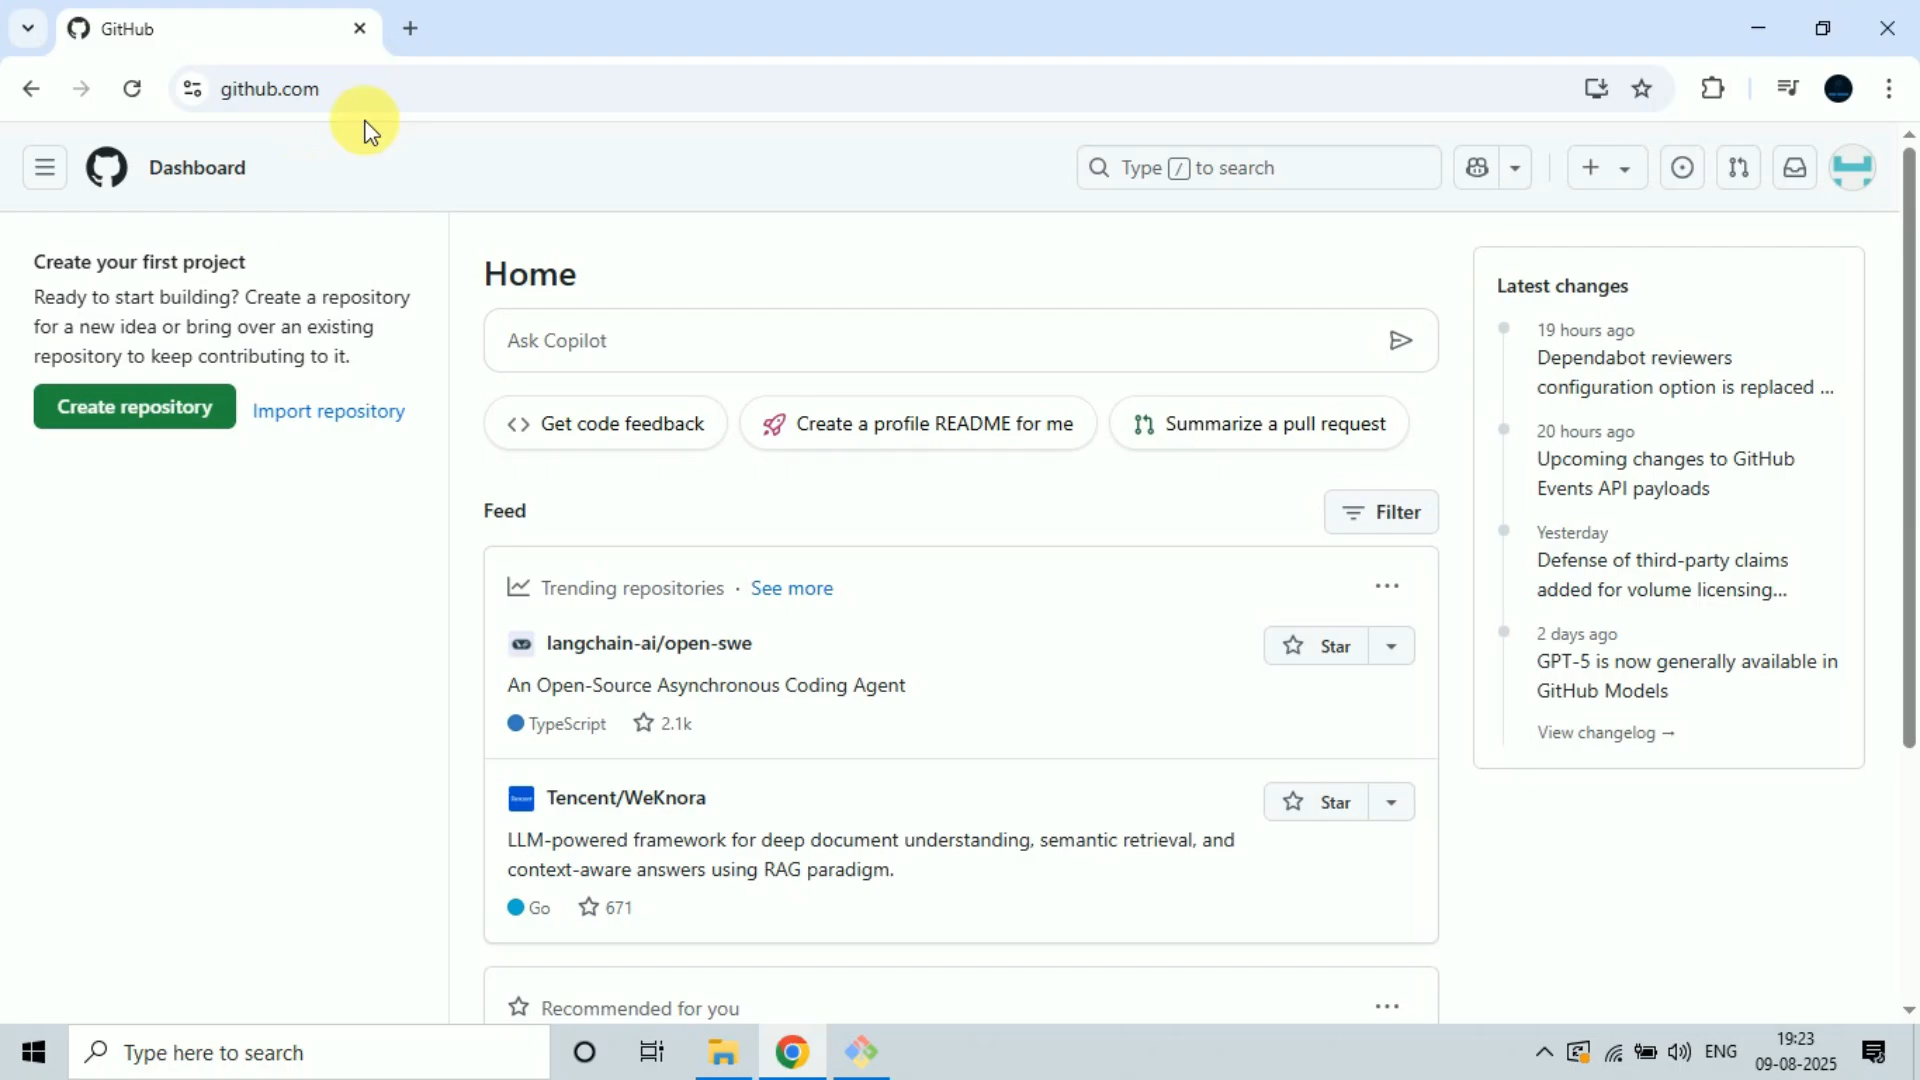 GitHub
github.com
Dashboard
Type / to search
Create your first project
Ready to start building? Create a repository
for a new idea or bring over an existing
repository to keep contributing to it.
Create repository
Import repository
Home
Ask Copilot
Get code feedback
Create a profile README for me
Summarize a pull request
Feed
Filter
Trending repositories · See more
langchain-ai/open-swe
Star
An Open-Source Asynchronous Coding Agent
TypeScript 2.1k
Tencent/WeKnora
Star
LLM-powered framework for deep document understanding, semantic retrieval, and
context-aware answers using RAG paradigm.
Go 671
Recommended for you
Latest changes
19 hours ago
Dependabot reviewers
configuration option is replaced ...
20 hours ago
Upcoming changes to GitHub
Events API payloads
Yesterday
Defense of third-party claims
added for volume licensing...
2 days ago
GPT-5 is now generally available in
GitHub Models
View changelog →
Type here to search
ENG
19:23
09-08-2025